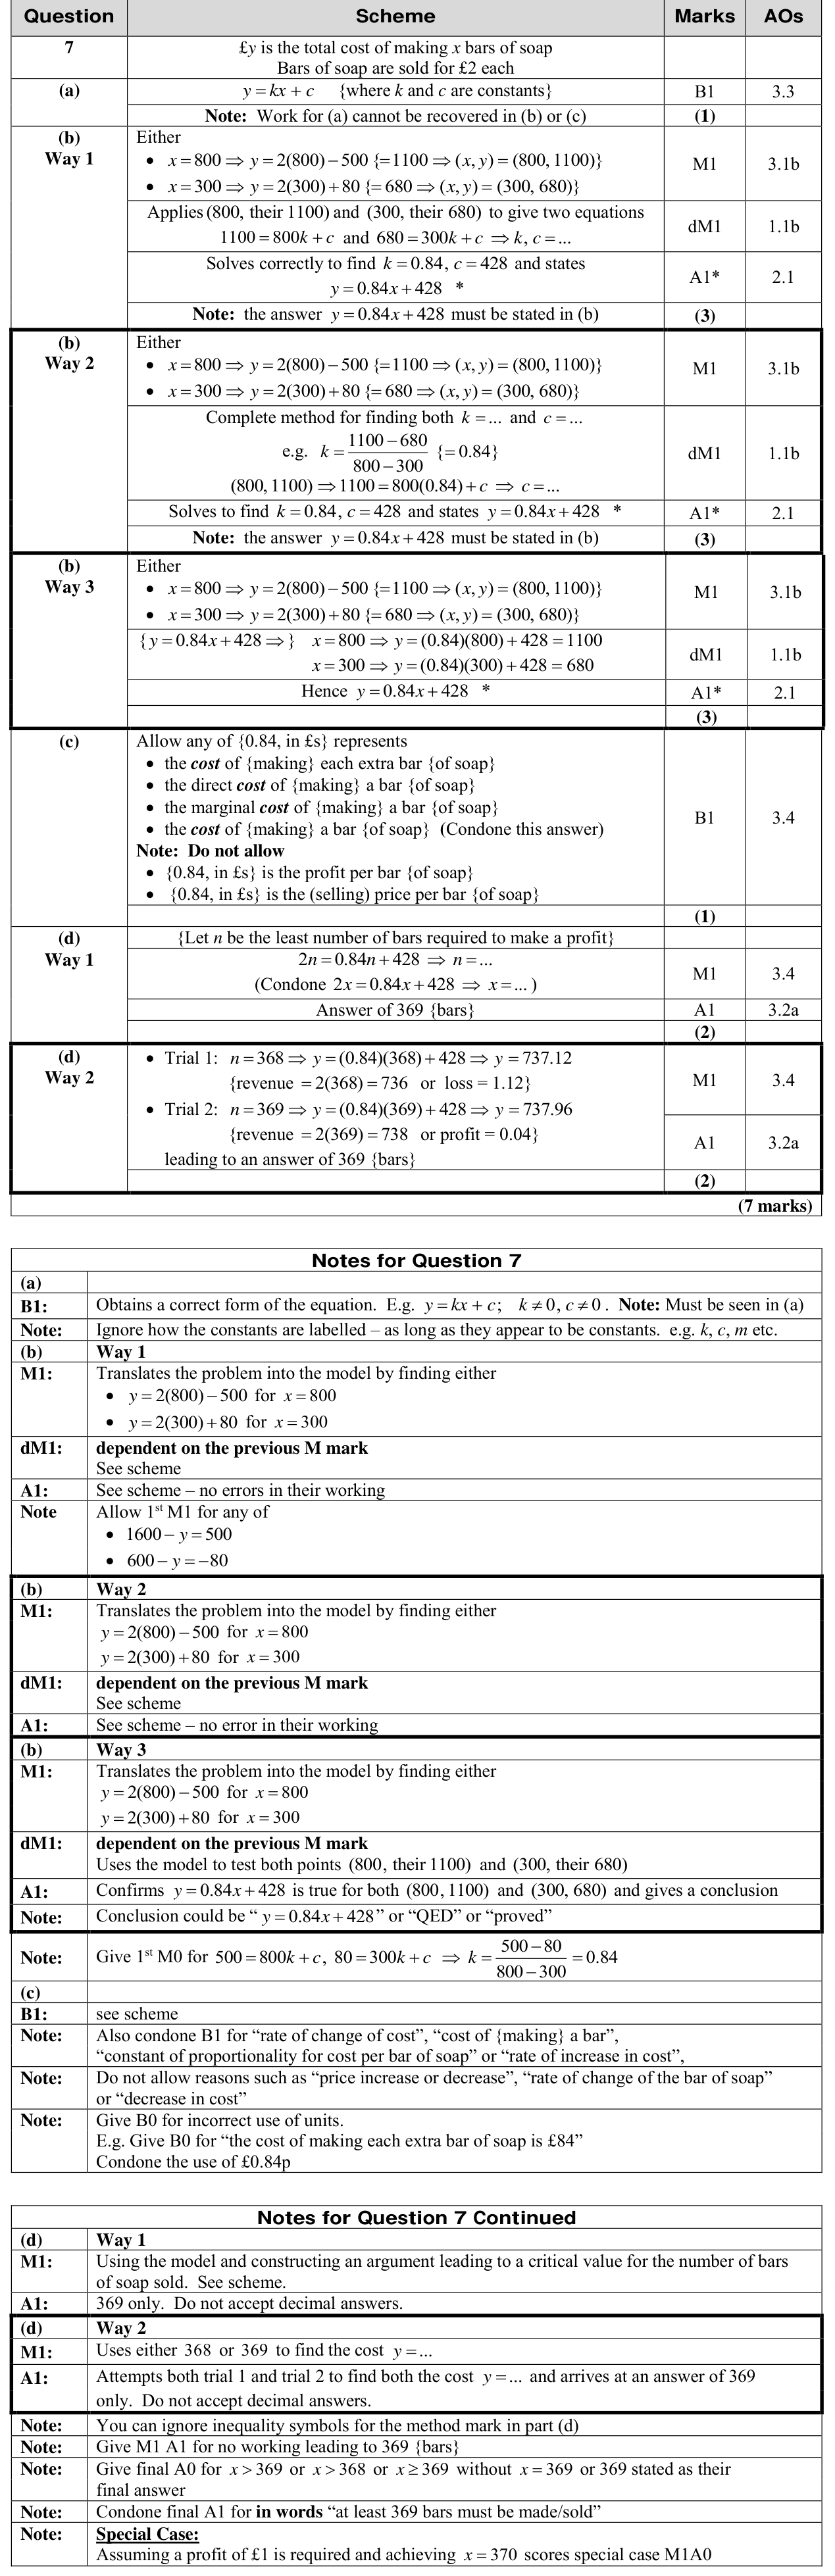 Question Scheme Marks AOs
7 £y is the total cost of making x bars of soap
Bars of soap are sold for £2 each
(a) y = kx + c {where k and c are constants} B1 3.3
Note: Work for (a) cannot be recovered in (b) or (c) (1)
(b) Way 1 Either
• x = 800 ⇒ y = 2(800) − 500 {= 1100 ⇒ (x, y) = (800, 1100)}
• x = 300 ⇒ y = 2(300) + 80 {= 680 ⇒ (x, y) = (300, 680)} M1 3.1b
Applies (800, their 1100) and (300, their 680) to give two equations
1100 = 800k + c and 680 = 300k + c ⇒ k, c = ... dM1 1.1b
Solves correctly to find k = 0.84, c = 428 and states
y = 0.84x + 428 * A1* 2.1
Note: the answer y = 0.84x + 428 must be stated in (b) (3)
(b) Way 2 Either
• x = 800 ⇒ y = 2(800) − 500 {= 1100 ⇒ (x, y) = (800, 1100)}
• x = 300 ⇒ y = 2(300) + 80 {= 680 ⇒ (x, y) = (300, 680)} M1 3.1b
Complete method for finding both k = ... and c = ...
e.g. k = (1100 − 680)/(800 − 300) {= 0.84}
(800, 1100) ⇒ 1100 = 800(0.84) + c ⇒ c = ... dM1 1.1b
Solves to find k = 0.84, c = 428 and states y = 0.84x + 428 * A1* 2.1
Note: the answer y = 0.84x + 428 must be stated in (b) (3)
(b) Way 3 Either
• x = 800 ⇒ y = 2(800) − 500 {= 1100 ⇒ (x, y) = (800, 1100)}
• x = 300 ⇒ y = 2(300) + 80 {= 680 ⇒ (x, y) = (300, 680)} M1 3.1b
{y = 0.84x + 428 ⇒} x = 800 ⇒ y = (0.84)(800) + 428 = 1100
x = 300 ⇒ y = (0.84)(300) + 428 = 680 dM1 1.1b
Hence y = 0.84x + 428 * A1* 2.1
(3)
(c) Allow any of {0.84, in £s} represents
• the cost of {making} each extra bar {of soap}
• the direct cost of {making} a bar {of soap}
• the marginal cost of {making} a bar {of soap}
• the cost of {making} a bar {of soap} (Condone this answer) B1 3.4
Note: Do not allow
• {0.84, in £s} is the profit per bar {of soap}
• {0.84, in £s} is the (selling) price per bar {of soap}
(1)
(d) Way 1 {Let n be the least number of bars required to make a profit}
2n = 0.84n + 428 ⇒ n = ...
(Condone 2x = 0.84x + 428 ⇒ x = ... ) M1 3.4
Answer of 369 {bars} A1 3.2a
(2)
(d) Way 2 • Trial 1: n = 368 ⇒ y = (0.84)(368) + 428 ⇒ y = 737.12
{revenue = 2(368) = 736 or loss = 1.12} M1 3.4
• Trial 2: n = 369 ⇒ y = (0.84)(369) + 428 ⇒ y = 737.96
{revenue = 2(369) = 738 or profit = 0.04} A1 3.2a
leading to an answer of 369 {bars}
(2)
(7 marks)
Notes for Question 7
(a)
B1: Obtains a correct form of the equation. E.g. y = kx + c; k ≠ 0, c ≠ 0. Note: Must be seen in (a)
Note: Ignore how the constants are labelled – as long as they appear to be constants. e.g. k, c, m etc.
(b) Way 1
M1: Translates the problem into the model by finding either
• y = 2(800) − 500 for x = 800
• y = 2(300) + 80 for x = 300
dM1: dependent on the previous M mark
See scheme
A1: See scheme – no errors in their working
Note Allow 1st M1 for any of
• 1600 − y = 500
• 600 − y = −80
(b) Way 2
M1: Translates the problem into the model by finding either
y = 2(800) − 500 for x = 800
y = 2(300) + 80 for x = 300
dM1: dependent on the previous M mark
See scheme
A1: See scheme – no error in their working
(b) Way 3
M1: Translates the problem into the model by finding either
y = 2(800) − 500 for x = 800
y = 2(300) + 80 for x = 300
dM1: dependent on the previous M mark
Uses the model to test both points (800, their 1100) and (300, their 680)
A1: Confirms y = 0.84x + 428 is true for both (800, 1100) and (300, 680) and gives a conclusion
Note: Conclusion could be “ y = 0.84x + 428” or “QED” or “proved”
Note: Give 1st M0 for 500 = 800k + c, 80 = 300k + c ⇒ k = (500 − 80)/(800 − 300) = 0.84
(c)
B1: see scheme
Note: Also condone B1 for “rate of change of cost”, “cost of {making} a bar”,
“constant of proportionality for cost per bar of soap” or “rate of increase in cost”,
Note: Do not allow reasons such as “price increase or decrease”, “rate of change of the bar of soap”
or “decrease in cost”
Note: Give B0 for incorrect use of units.
E.g. Give B0 for “the cost of making each extra bar of soap is £84”
Condone the use of £0.84p
Notes for Question 7 Continued
(d) Way 1
M1: Using the model and constructing an argument leading to a critical value for the number of bars
of soap sold. See scheme.
A1: 369 only. Do not accept decimal answers.
(d) Way 2
M1: Uses either 368 or 369 to find the cost y = ...
A1: Attempts both trial 1 and trial 2 to find both the cost y = ... and arrives at an answer of 369
only. Do not accept decimal answers.
Note: You can ignore inequality symbols for the method mark in part (d)
Note: Give M1 A1 for no working leading to 369 {bars}
Note: Give final A0 for x > 369 or x > 368 or x ≥ 369 without x = 369 or 369 stated as their
final answer
Note: Condone final A1 for in words “at least 369 bars must be made/sold”
Note: Special Case:
Assuming a profit of £1 is required and achieving x = 370 scores special case M1A0